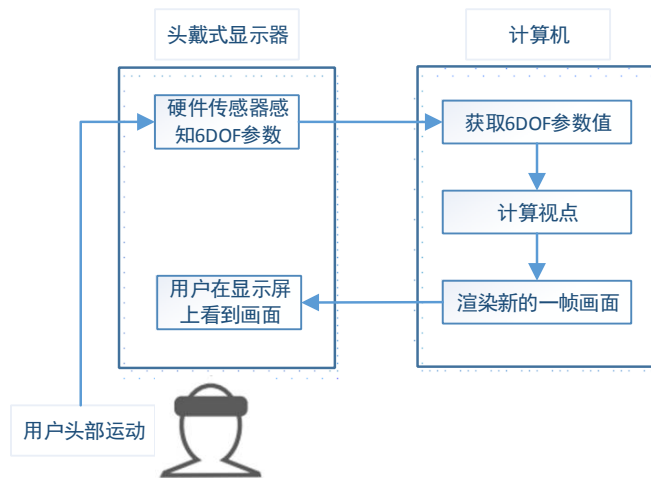 头戴式显示器
计算机
硬件传感器感
知6DOF参数
获取6DOF参数值
计算视点
用户在显示屏
上看到画面
渲染新的一帧画面
用户头部运动